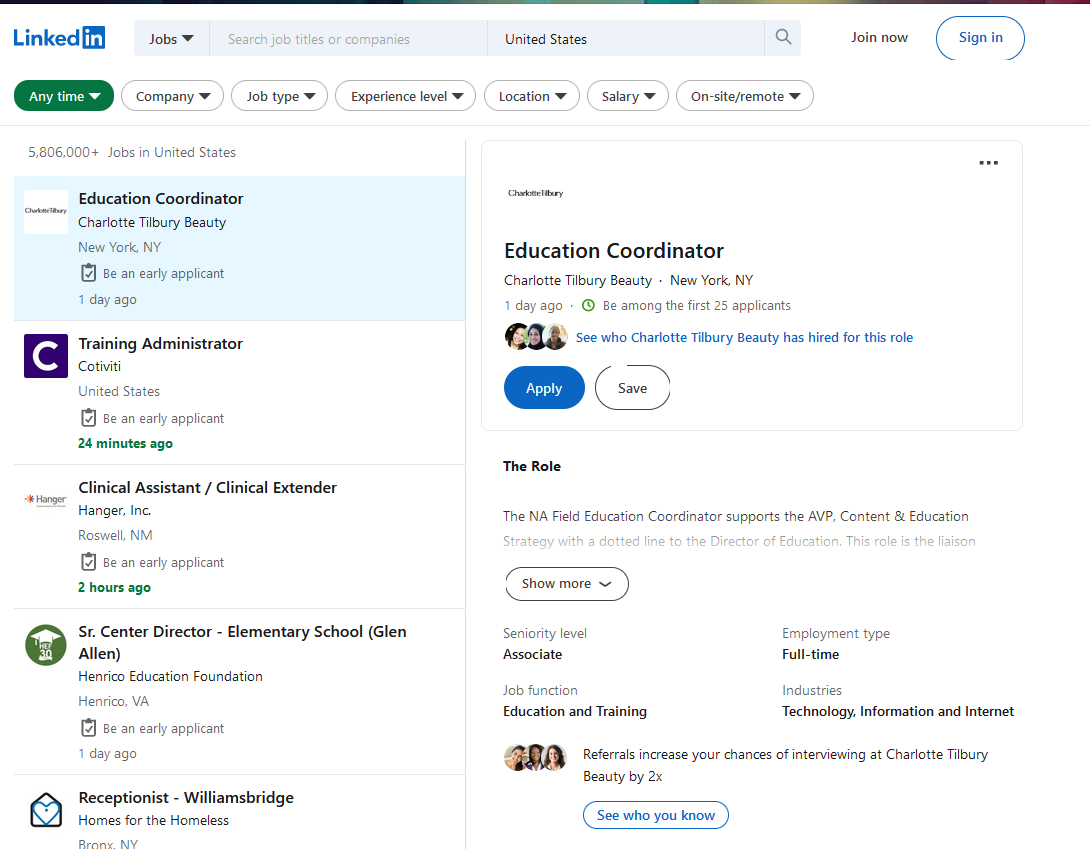 Linked in
Jobs
Search job titles or companies
United States
Join now
Sign in
Any time
Company
Job type
Experience level
Location
Salary
On-site/remote
5,806,000+ Jobs in United States
CharlotteTilbury
Education Coordinator
Charlotte Tilbury Beauty
New York, NY
Be an early applicant
1 day ago
C
Training Administrator
Cotiviti
United States
Be an early applicant
24 minutes ago
Hanger
Clinical Assistant / Clinical Extender
Hanger, Inc.
Roswell, NM
Be an early applicant
2 hours ago
HEF
30
Sr. Center Director - Elementary School (Glen
Allen)
Henrico Education Foundation
Henrico, VA
Be an early applicant
1 day ago
Receptionist - Williamsbridge
Homes for the Homeless
Bronx, NY
CharlotteTilbury
Education Coordinator
Charlotte Tilbury Beauty · New York, NY
1 day ago · Be among the first 25 applicants
See who Charlotte Tilbury Beauty has hired for this role
Apply
Save
The Role
The NA Field Education Coordinator supports the AVP, Content & Education
Strategy with a dotted line to the Director of Education. This role is the liaison
Show more
Seniority level
Associate
Employment type
Full-time
Job function
Education and Training
Industries
Technology, Information and Internet
Referrals increase your chances of interviewing at Charlotte Tilbury
Beauty by 2x
See who you know